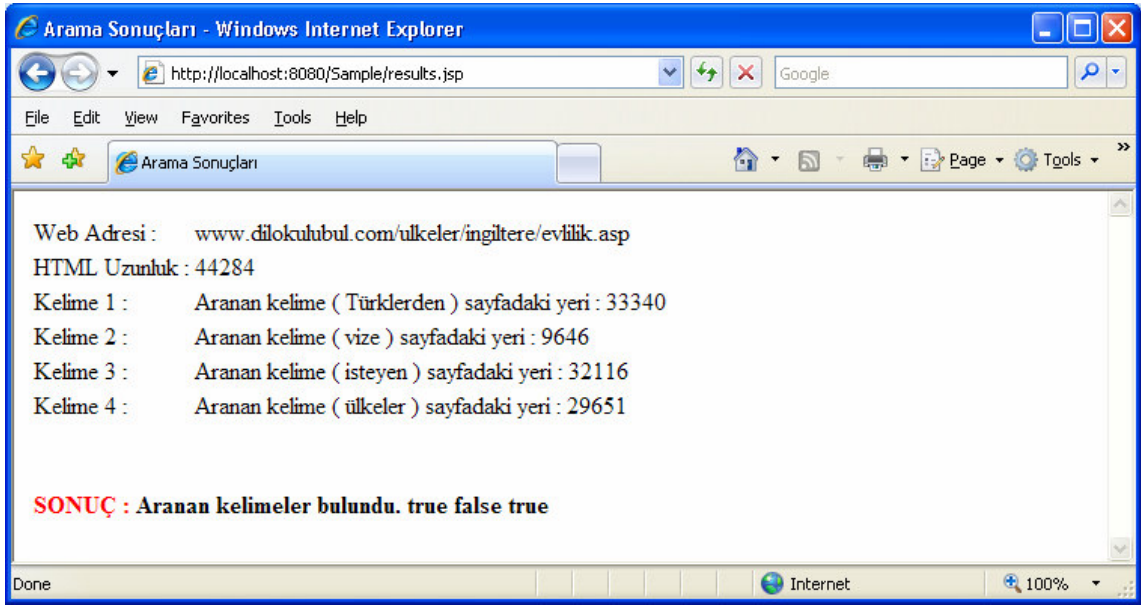 Arama Sonuçları - Windows Internet Explorer
http://localhost:8080/Sample/results.jsp
Google
File Edit View Favorites Tools Help
Arama Sonuçları
Page Tools »
Web Adresi : www.dilokulubul.com/ulkeler/ingiltere/evlilik.asp
HTML Uzunluk : 44284
Kelime 1 : Aranan kelime ( Türklerden ) sayfadaki yeri : 33340
Kelime 2 : Aranan kelime ( vize ) sayfadaki yeri : 9646
Kelime 3 : Aranan kelime ( isteyen ) sayfadaki yeri : 32116
Kelime 4 : Aranan kelime ( ülkeler ) sayfadaki yeri : 29651
SONUÇ : Aranan kelimeler bulundu. true false true
Done Internet 100%